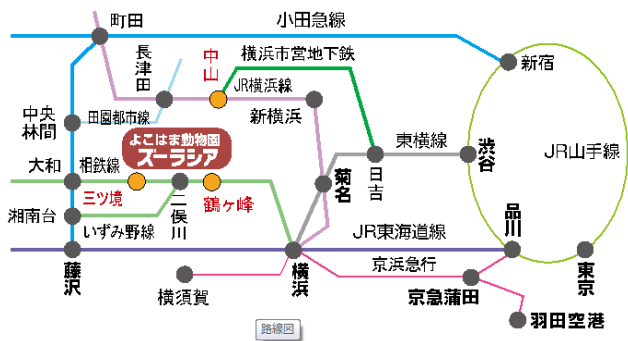 町田
小田急線
長津田
中山
横浜市営地下鉄
新宿
JR横浜線
中央
林間
田園都市線
新横浜
よこはま動物園
ズーラシア
東横線
渋谷
JR山手線
大和
相鉄線
日吉
菊名
三ツ境
二俣川
鶴ヶ峰
湘南台
いずみ野線
品川
JR東海道線
藤沢
横浜
京浜急行
東京
横須賀
京急蒲田
羽田空港
路線図